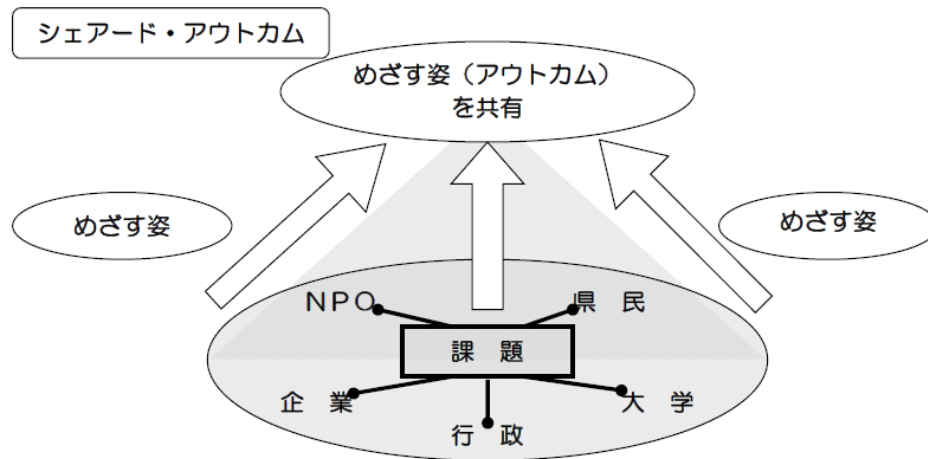 シェアード・アウトカム
めざす姿（アウトカム）
を共有
めざす姿
めざす姿
NPO
県　民
課　題
企　業
大　学
行　政